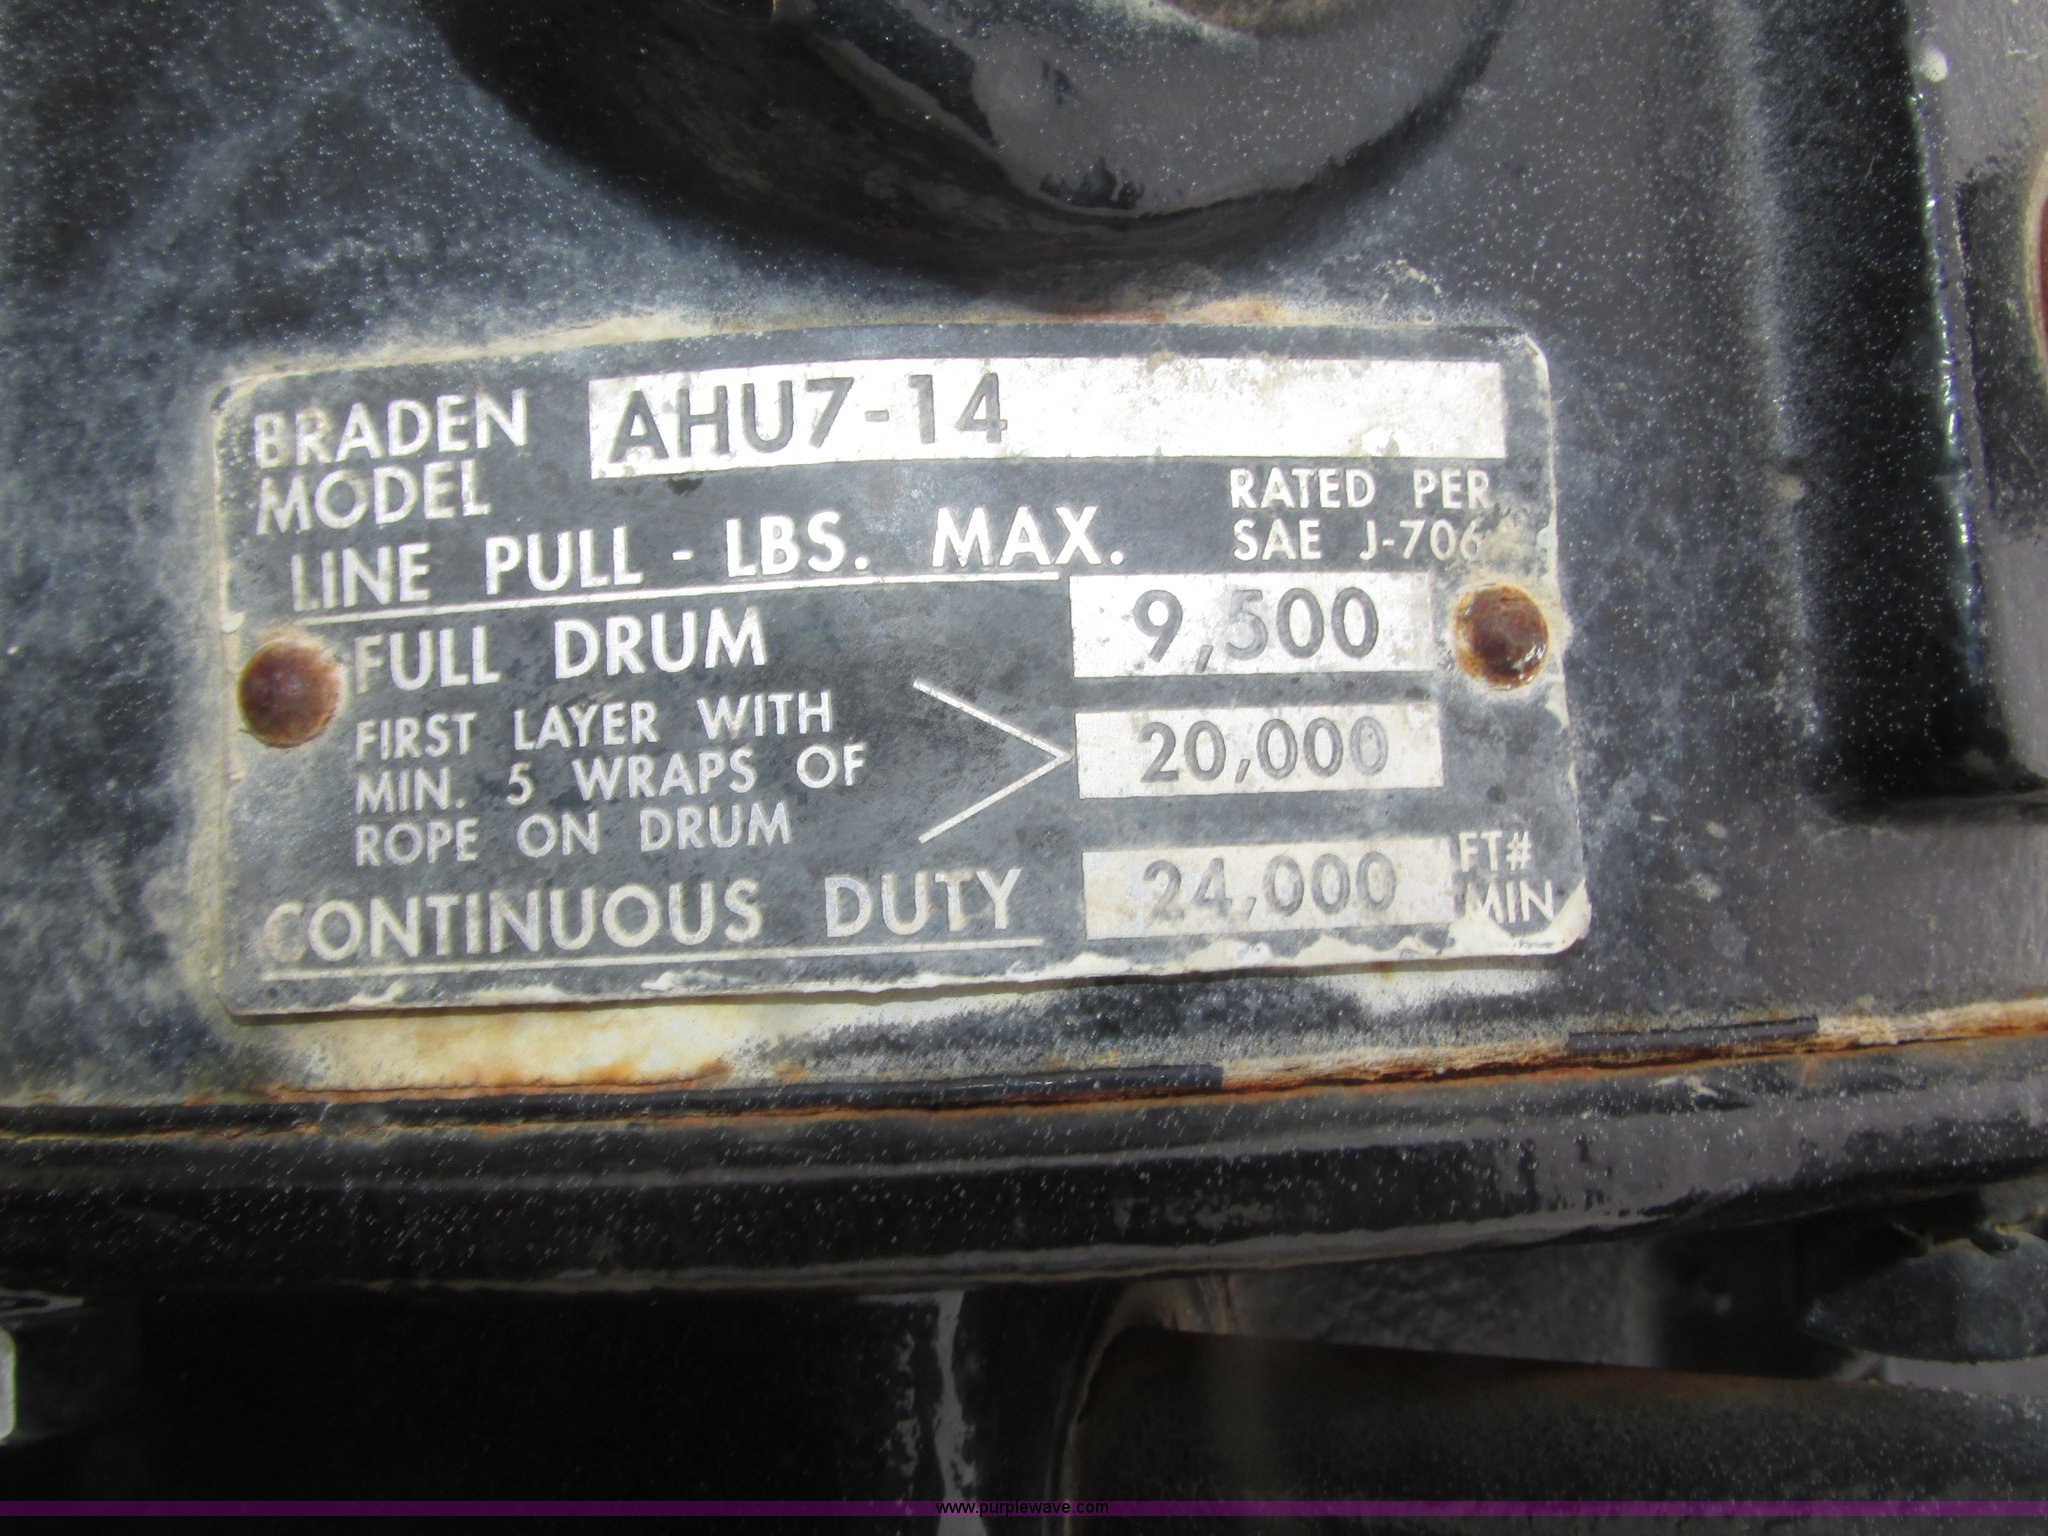 BRADEN MODEL AHU7-14
LINE PULL - LBS. MAX.
RATED PER
SAE J-706
FULL DRUM 9,500
FIRST LAYER WITH
MIN. 5 WRAPS OF
ROPE ON DRUM
20,000
CONTINUOUS DUTY 24,000 FT# MIN
www.purplewave.com